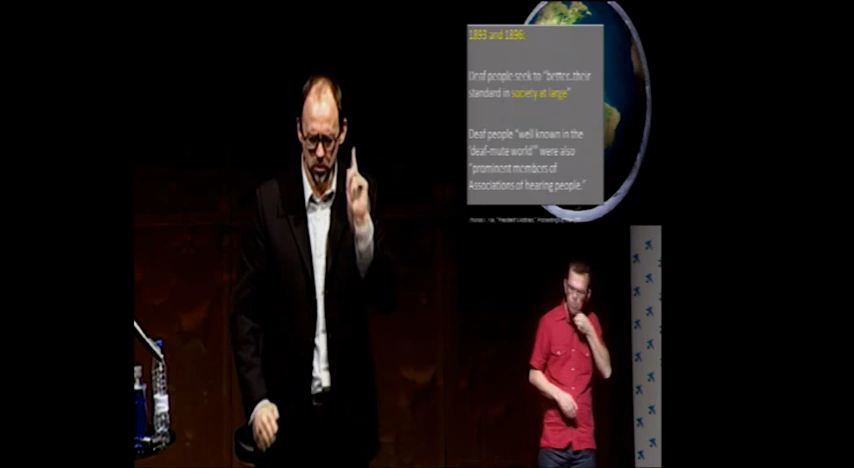 1893 and 1896:
Deaf people seek to "better..their
standard in society at large"
Deaf people "well known in the
'deaf-mute world'" were also
"prominent members of
Associations of hearing people."